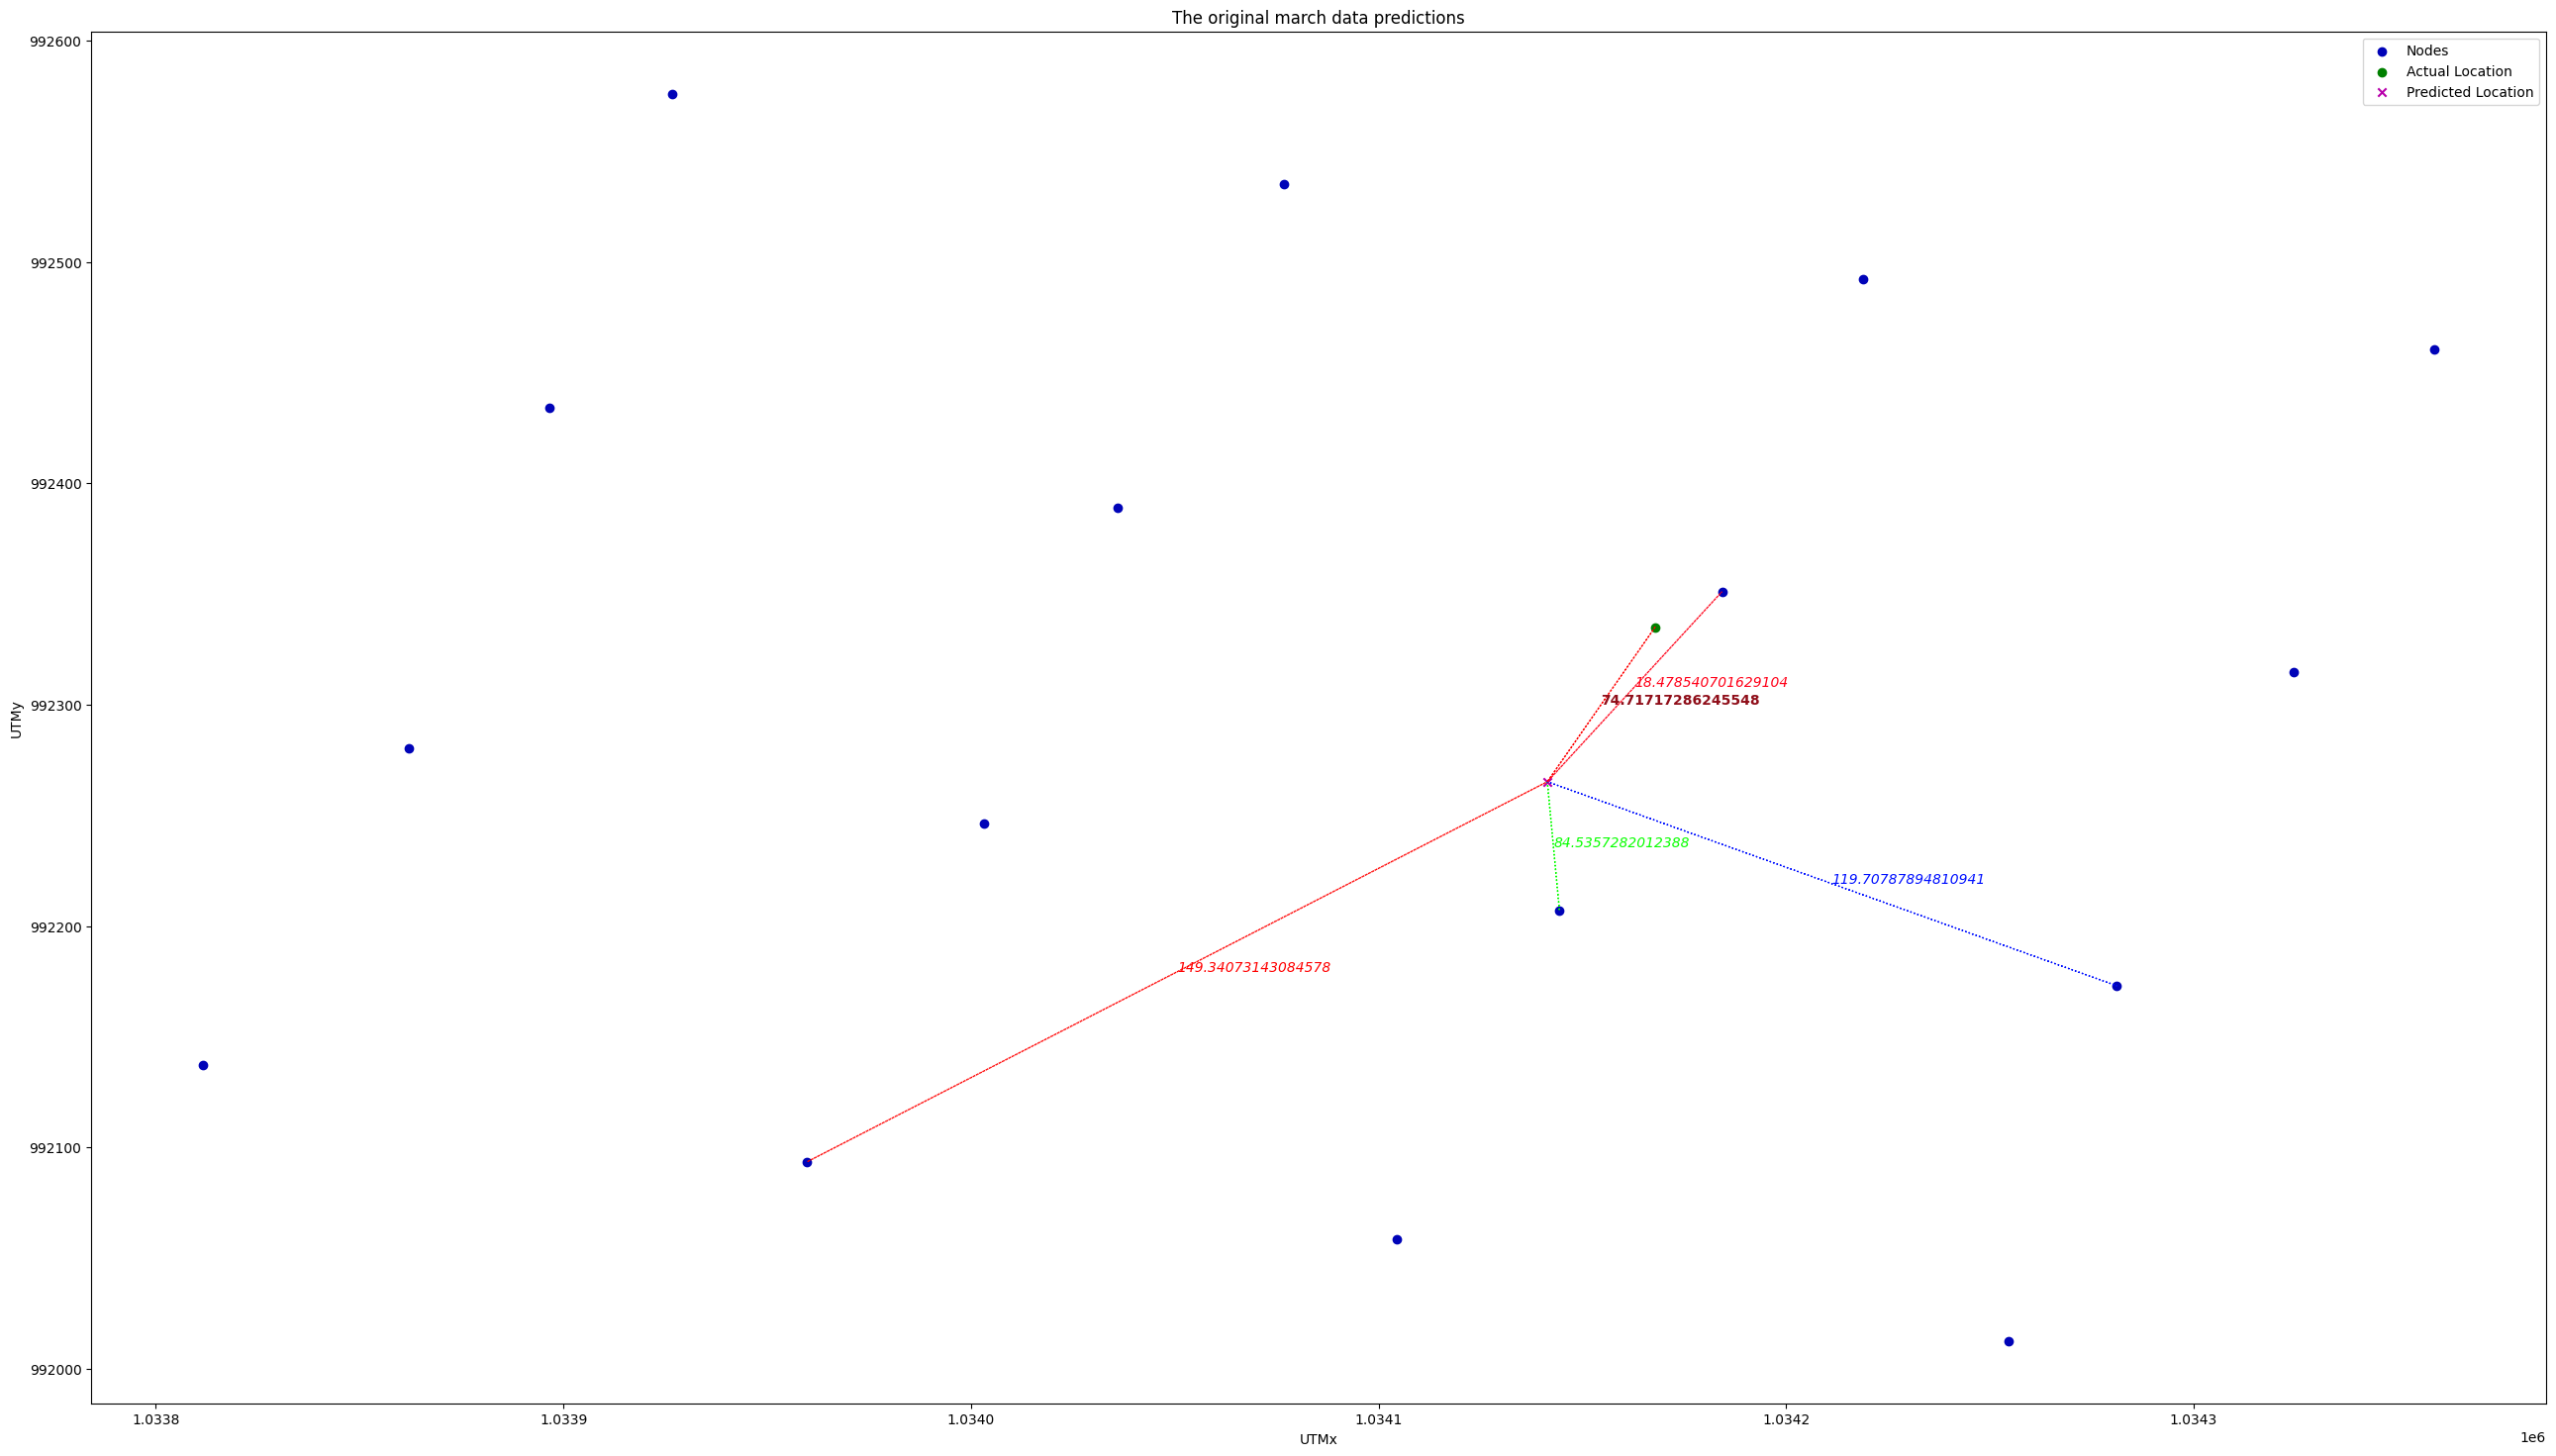 The original march data predictions
Nodes
Actual Location
Predicted Location
992600
992500
992400
992300
992200
992100
992000
UTMy
18.478540701629104
74.71717286245548
84.5357282012388
119.70787894810941
149.34073143084578
1.0338
1.0339
1.0340
1.0341
1.0342
1.0343
UTMx
1e6